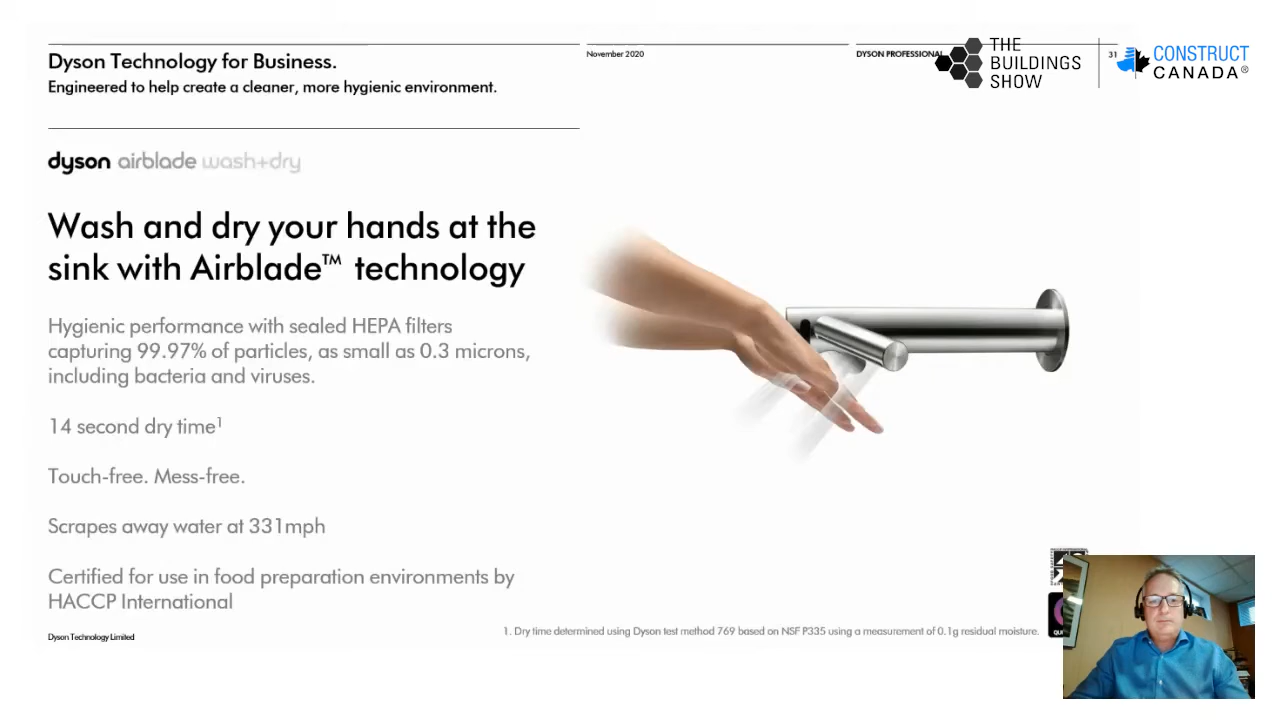 Dyson Technology for Business.
Engineered to help create a cleaner, more hygienic environment.
November 2020
DYSON PROFESSIONAL
31
THE
BUILDINGS
SHOW
CONSTRUCT
CANADA®
dyson airblade wash+dry
Wash and dry your hands at the
sink with Airblade™ technology
Hygienic performance with sealed HEPA filters
capturing 99.97% of particles, as small as 0.3 microns,
including bacteria and viruses.
14 second dry time¹
Touch-free. Mess-free.
Scrapes away water at 331mph
Certified for use in food preparation environments by
HACCP International
Dyson Technology Limited
1. Dry time determined using Dyson test method 769 based on NSF P335 using a measurement of 0.1g residual moisture.